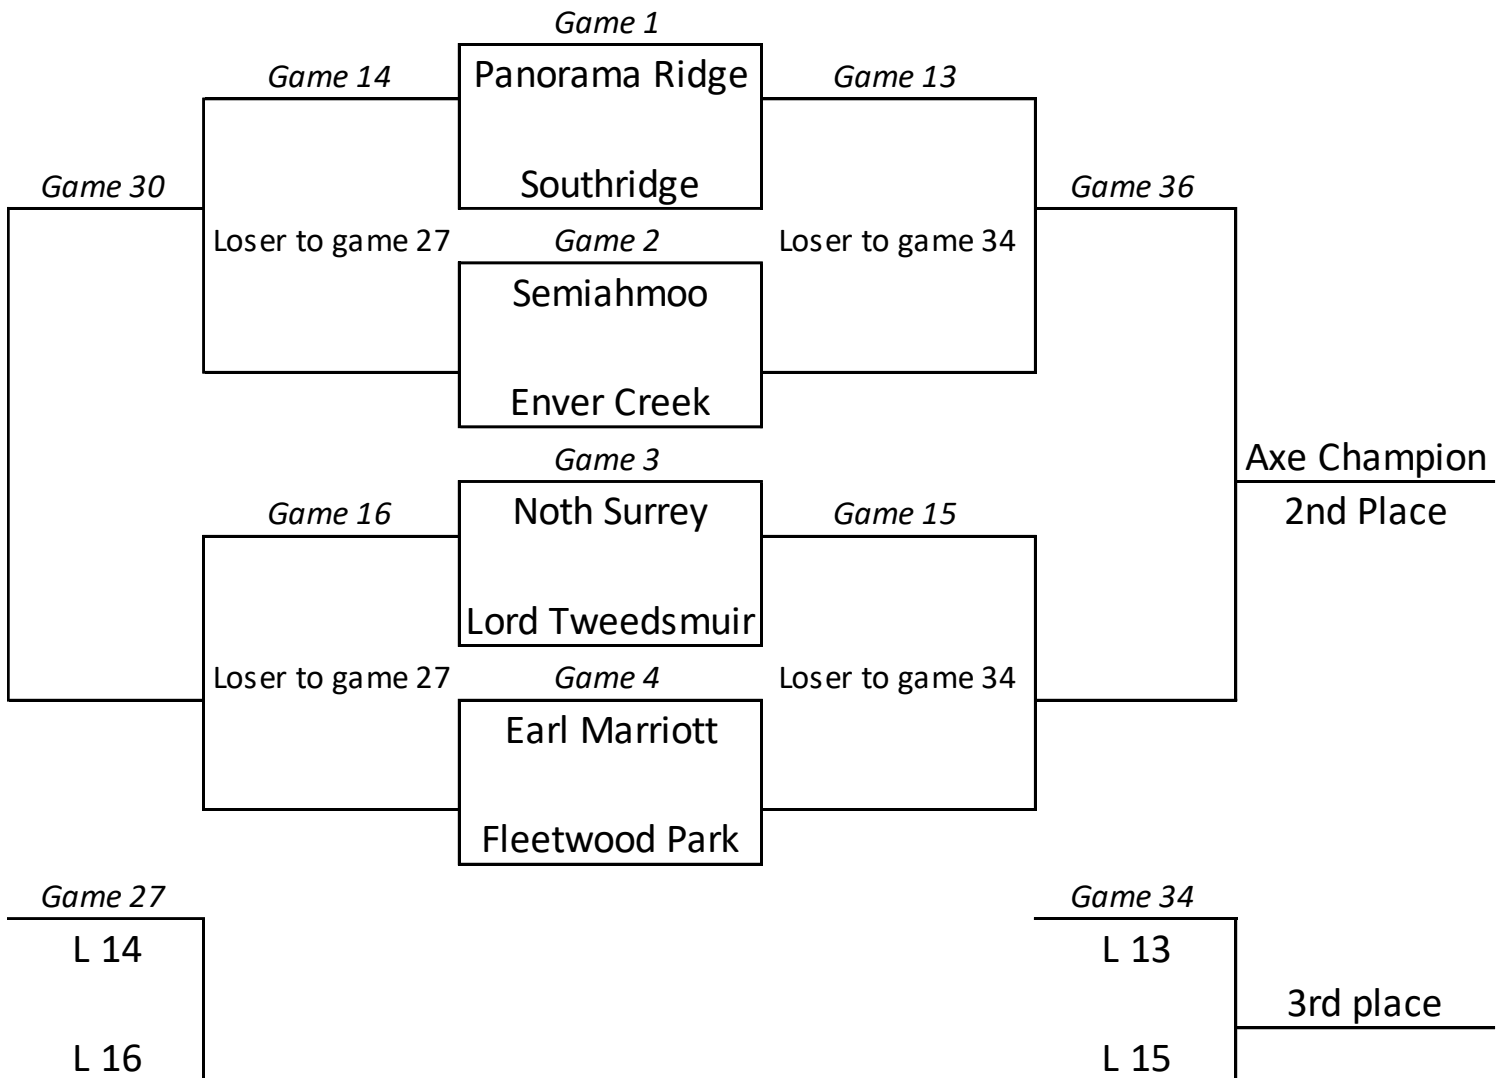 Game 1
Game 14
Panorama Ridge
Game 13
Game 30
Southridge
Game 36
Loser to game 27
Game 2
Loser to game 34
Semiahmoo
Enver Creek
Game 3
Axe Champion
Game 16
Noth Surrey
Game 15
2nd Place
Lord Tweedsmuir
Loser to game 27
Game 4
Loser to game 34
Earl Marriott
Fleetwood Park
Game 27
Game 34
L 14
L 13
3rd place
L 16
L 15